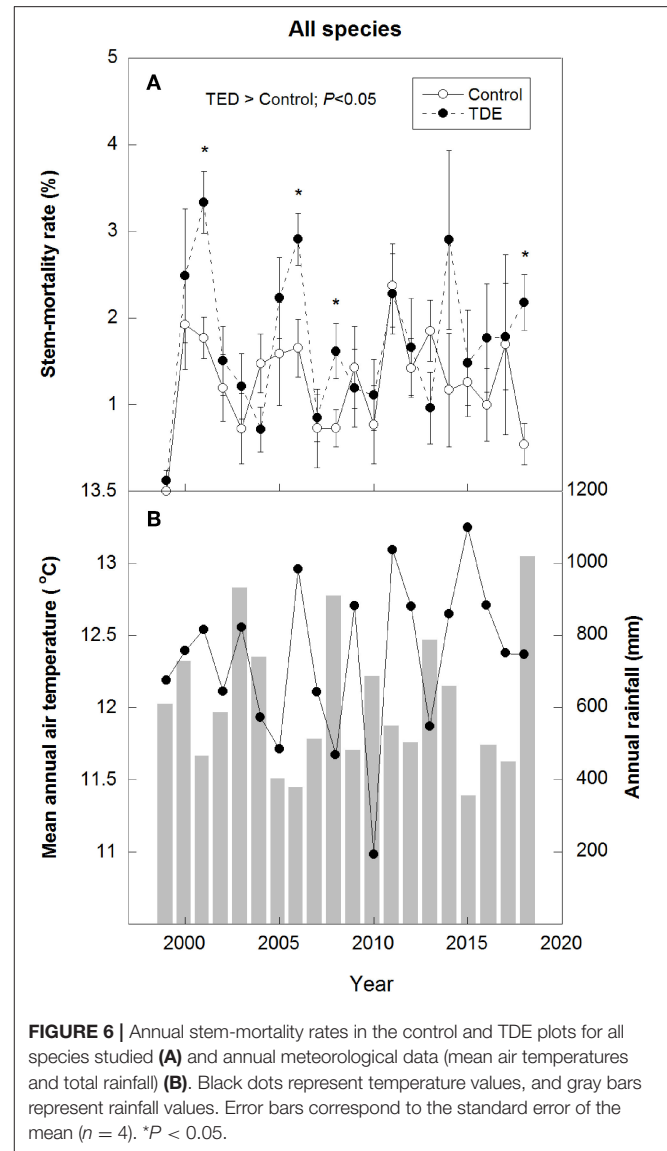 All species
A
TED > Control; P<0.05
Control
TDE
*
*
*
*
Stem-mortality rate (%)
5
4
3
2
1
13.5
1200
B
13
1000
12.5
800
12
600
11.5
400
11
200
Mean annual air temperature ( °C)
Annual rainfall (mm)
2000 2005 2010 2015 2020
Year
FIGURE 6 | Annual stem-mortality rates in the control and TDE plots for all
species studied (A) and annual meteorological data (mean air temperatures
and total rainfall) (B). Black dots represent temperature values, and gray bars
represent rainfall values. Error bars correspond to the standard error of the
mean (n = 4). *P < 0.05.